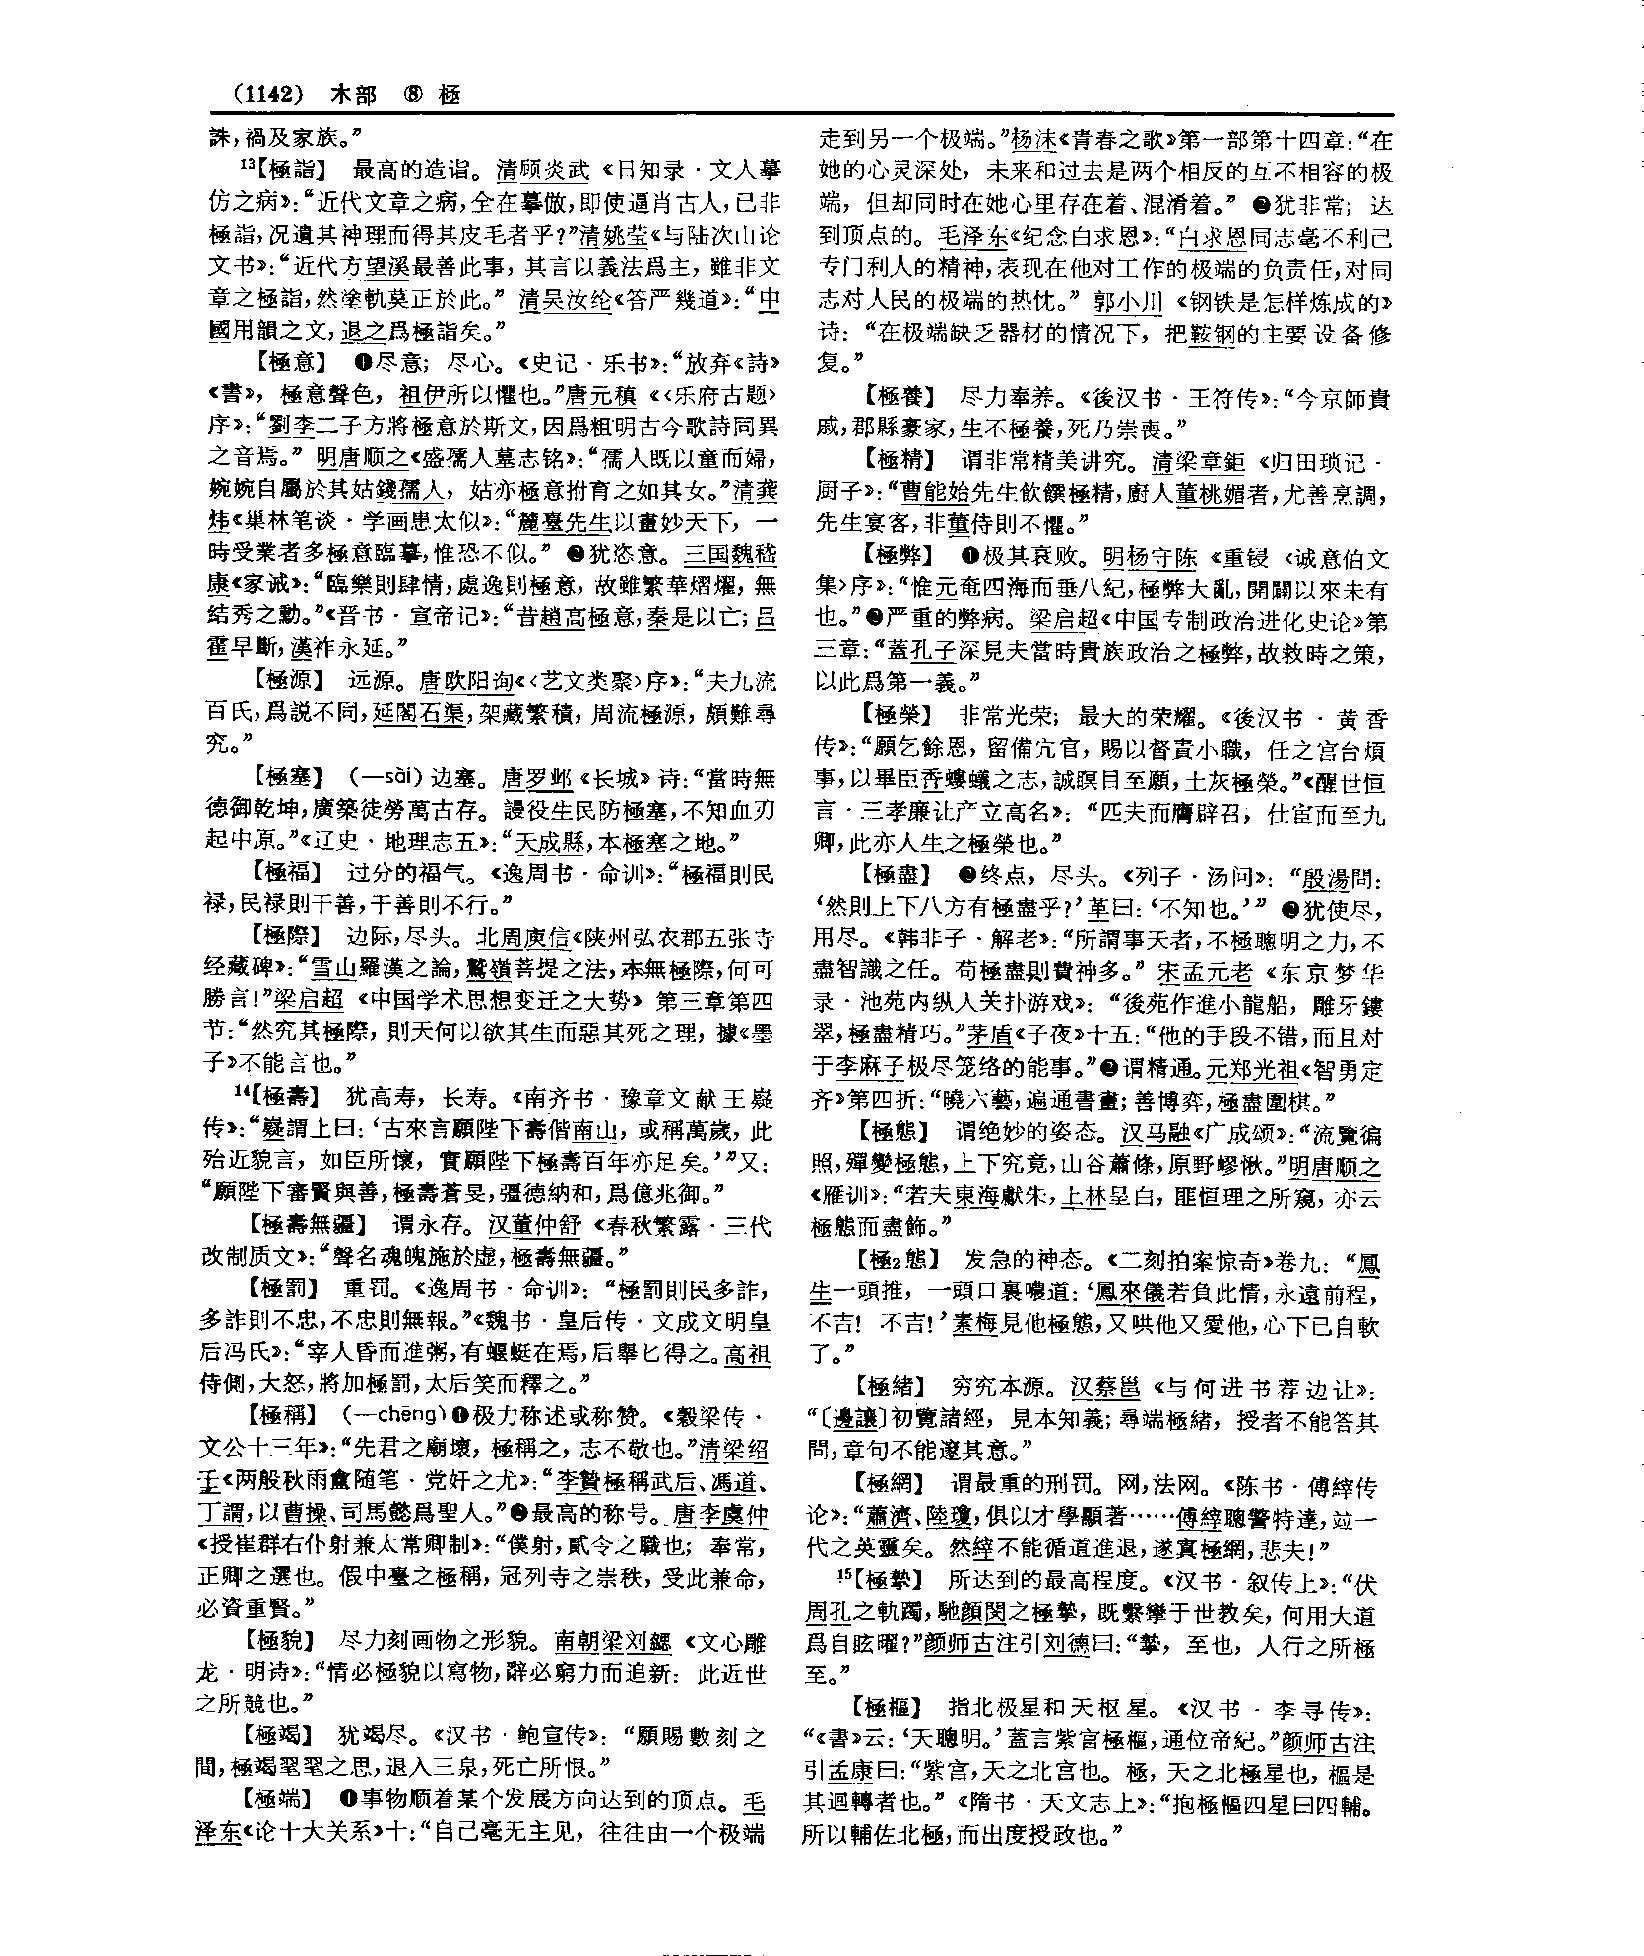 （1142） 木部 ⑧ 極
誅，禍及家族。”
13【極詣】 最高的造诣。清顾炎武《日知录·文人摹
仿之病》：“近代文章之病，全在摹倣，即使逼肖古人，已非
極詣，况遺其神理而得其皮毛者乎？”清姚莹《与陆次山论
文书》：“近代方望溪最善此事，其言以義法爲主，雖非文
章之極詣，然塗軌莫正於此。”清吴汝纶《答严幾道》：“中
國用韻之文，退之爲極詣矣。”
【極意】 ❶尽意；尽心。《史记·乐书》：“放弃《詩》
《書》，極意聲色，祖伊所以懼也。”唐元稹《〈乐府古题〉
序》：“劉李二子方將極意於斯文，因爲粗明古今歌詩同異
之音焉。”明唐顺之《盛孺人墓志铭》：“孺人既以童而婦，
婉婉自屬於其姑錢孺人，姑亦極意拊育之如其女。”清龚
炜《巢林笔谈·学画患太似》：“麓臺先生以畫妙天下，一
時受業者多極意臨摹，惟恐不似。”❷犹恣意。三国魏嵇
康《家诫》：“臨樂則肆情，處逸則極意，故雖繁華熠燿，無
结秀之勳。”《晋书·宣帝记》：“昔趙高極意，秦是以亡；吕
霍早斷，漢祚永延。”
【極源】 远源。唐欧阳询《〈艺文类聚〉序》：“夫九流
百氏，爲説不同，延閣石渠，架藏繁積，周流極源，頗難尋
究。”
【極塞】 （—sài）边塞。唐罗邺《长城》诗：“當時無
德御乾坤，廣築徒勞萬古存。謾役生民防極塞，不知血刃
起中原。”《辽史·地理志五》：“天成縣，本極塞之地。”
【極福】 过分的福气。《逸周书·命训》：“極福則民
禄，民禄則干善，干善則不行。”
【極際】 边际，尽头。北周庾信《陕州弘农郡五张寺
经藏碑》：“雪山羅漢之論，鷲嶺菩提之法，本無極際，何可
勝言！”梁启超《中国学术思想变迁之大势》第三章第四
节：“然究其極際，則天何以欲其生而惡其死之理，據《墨
子》不能言也。”
14【極壽】 犹高寿，长寿。《南齐书·豫章文献王嶷
传》：“嶷謂上曰：‘古來言願陛下壽偕南山，或稱萬歲，此
殆近貌言，如臣所懷，實願陛下極壽百年亦足矣。’”又：
“願陛下審賢與善，極壽蒼旻，彊德納和，爲億兆御。”
【極壽無疆】 谓永存。汉董仲舒《春秋繁露·三代
改制质文》：“聲名魂魄施於虚，極壽無疆。”
【極罰】 重罚。《逸周书·命训》：“極罰則民多詐，
多詐則不忠，不忠則無報。”《魏书·皇后传·文成文明皇
后冯氏》：“宰人昏而進粥，有蝘蜓在焉，后舉匕得之。高祖
侍側，大怒，將加極罰，太后笑而釋之。”
【極稱】 （—chēng）❶极力称述或称赞。《穀梁传·
文公十三年》：“先君之廟壞，極稱之，志不敬也。”清梁绍
壬《两般秋雨盦随笔·党奸之尤》：“李贄極稱武后、馮道、
丁謂，以曹操、司馬懿爲聖人。”❷最高的称号。唐李虞仲
《授崔群右仆射兼太常卿制》：“僕射，貳令之職也；奉常，
正卿之選也。假中臺之極稱，冠列寺之崇秩，受此兼命，
必資重賢。”
【極貌】 尽力刻画物之形貌。南朝梁刘勰《文心雕
龙·明诗》：“情必極貌以寫物，辭必窮力而追新：此近世
之所競也。”
【極竭】 犹竭尽。《汉书·鲍宣传》：“願賜數刻之
間，極竭毣毣之思，退入三泉，死亡所恨。”
【極端】 ❶事物顺着某个发展方向达到的顶点。毛
泽东《论十大关系》十：“自己毫无主见，往往由一个极端
走到另一个极端。”杨沫《青春之歌》第一部第十四章：“在
她的心灵深处，未来和过去是两个相反的互不相容的极
端，但却同时在她心里存在着、混淆着。”❷犹非常；达
到顶点的。毛泽东《纪念白求恩》：“白求恩同志毫不利己
专门利人的精神，表现在他对工作的极端的负责任，对同
志对人民的极端的热忱。”郭小川《钢铁是怎样炼成的》
诗：“在极端缺乏器材的情况下，把鞍钢的主要设备修
复。”
【極養】 尽力奉养。《後汉书·王符传》：“今京師貴
戚，郡縣豪家，生不極養，死乃崇喪。”
【極精】 谓非常精美讲究。清梁章鉅《归田琐记·
厨子》：“曹能始先生飲饌極精，廚人董桃媚者，尤善烹調，
先生宴客，非董侍則不懽。”
【極弊】 ❶极其衰败。明杨守陈《重锓〈诚意伯文
集〉序》：“惟元奄四海而垂八紀，極弊大亂，開闢以來未有
也。”❷严重的弊病。梁启超《中国专制政治进化史论》第
三章：“蓋孔子深見夫當時貴族政治之極弊，故救時之策，
以此爲第一義。”
【極榮】 非常光荣；最大的荣耀。《後汉书·黄香
传》：“願乞餘恩，留備宂官，賜以督責小職，任之宫台煩
事，以畢臣香螻蟻之志，誠瞑目至願，土灰極榮。”《醒世恒
言·三孝廉让产立高名》：“匹夫而膺辟召，仕宦而至九
卿，此亦人生之極榮也。”
【極盡】 ❶终点，尽头。《列子·汤问》：“殷湯問：
‘然則上下八方有極盡乎？’革曰：‘不知也。’”❷犹使尽，
用尽。《韩非子·解老》：“所謂事天者，不極聰明之力，不
盡智識之任。苟極盡則費神多。”宋孟元老《东京梦华
录·池苑内纵人关扑游戏》：“後苑作進小龍船，雕牙鏤
翠，極盡精巧。”茅盾《子夜》十五：“他的手段不错，而且对
于李麻子极尽笼络的能事。”❸谓精通。元郑光祖《智勇定
齐》第四折：“曉六藝，遍通書畫；善博弈，極盡圍棋。”
【極態】 谓绝妙的姿态。汉马融《广成颂》：“流覽徧
照，殫變極態，上下究竟，山谷蕭條，原野嵺愀。”明唐顺之
《雁训》：“若夫東海獻朱，上林呈白，匪恒理之所窺，亦云
極態而盡飾。”
【極2態】 发急的神态。《二刻拍案惊奇》卷九：“鳳
生一頭推，一頭口裏噥道：‘鳳來儀若負此情，永遠前程，
不吉！不吉！’素梅見他極態，又哄他又愛他，心下已自軟
了。”
【極緒】 穷究本源。汉蔡邕《与何进书荐边让》：
“〔邊讓〕初覽諸經，見本知義；尋端極緒，授者不能答其
問，章句不能邃其意。”
【極網】 谓最重的刑罚。网，法网。《陈书·傅縡传
论》：“蕭濟、陸瓊，俱以才學顯著……傅縡聰警特達，竝一
代之英靈矣。然縡不能循道進退，遂寘極網，悲夫！”
15【極摯】 所达到的最高程度。《汉书·叙传上》：“伏
周孔之軌躅，馳顔閔之極摯，既繫攣于世教矣，何用大道
爲自眩曜？”颜师古注引刘德曰：“摯，至也，人行之所極
至。”
【極樞】 指北极星和天枢星。《汉书·李寻传》：
“《書》云：‘天聰明。’蓋言紫宫極樞，通位帝紀。”颜师古注
引孟康曰：“紫宫，天之北宫也。極，天之北極星也，樞是
其迴轉者也。”《隋书·天文志上》：“抱極樞四星曰四輔。
所以輔佐北極，而出度授政也。”